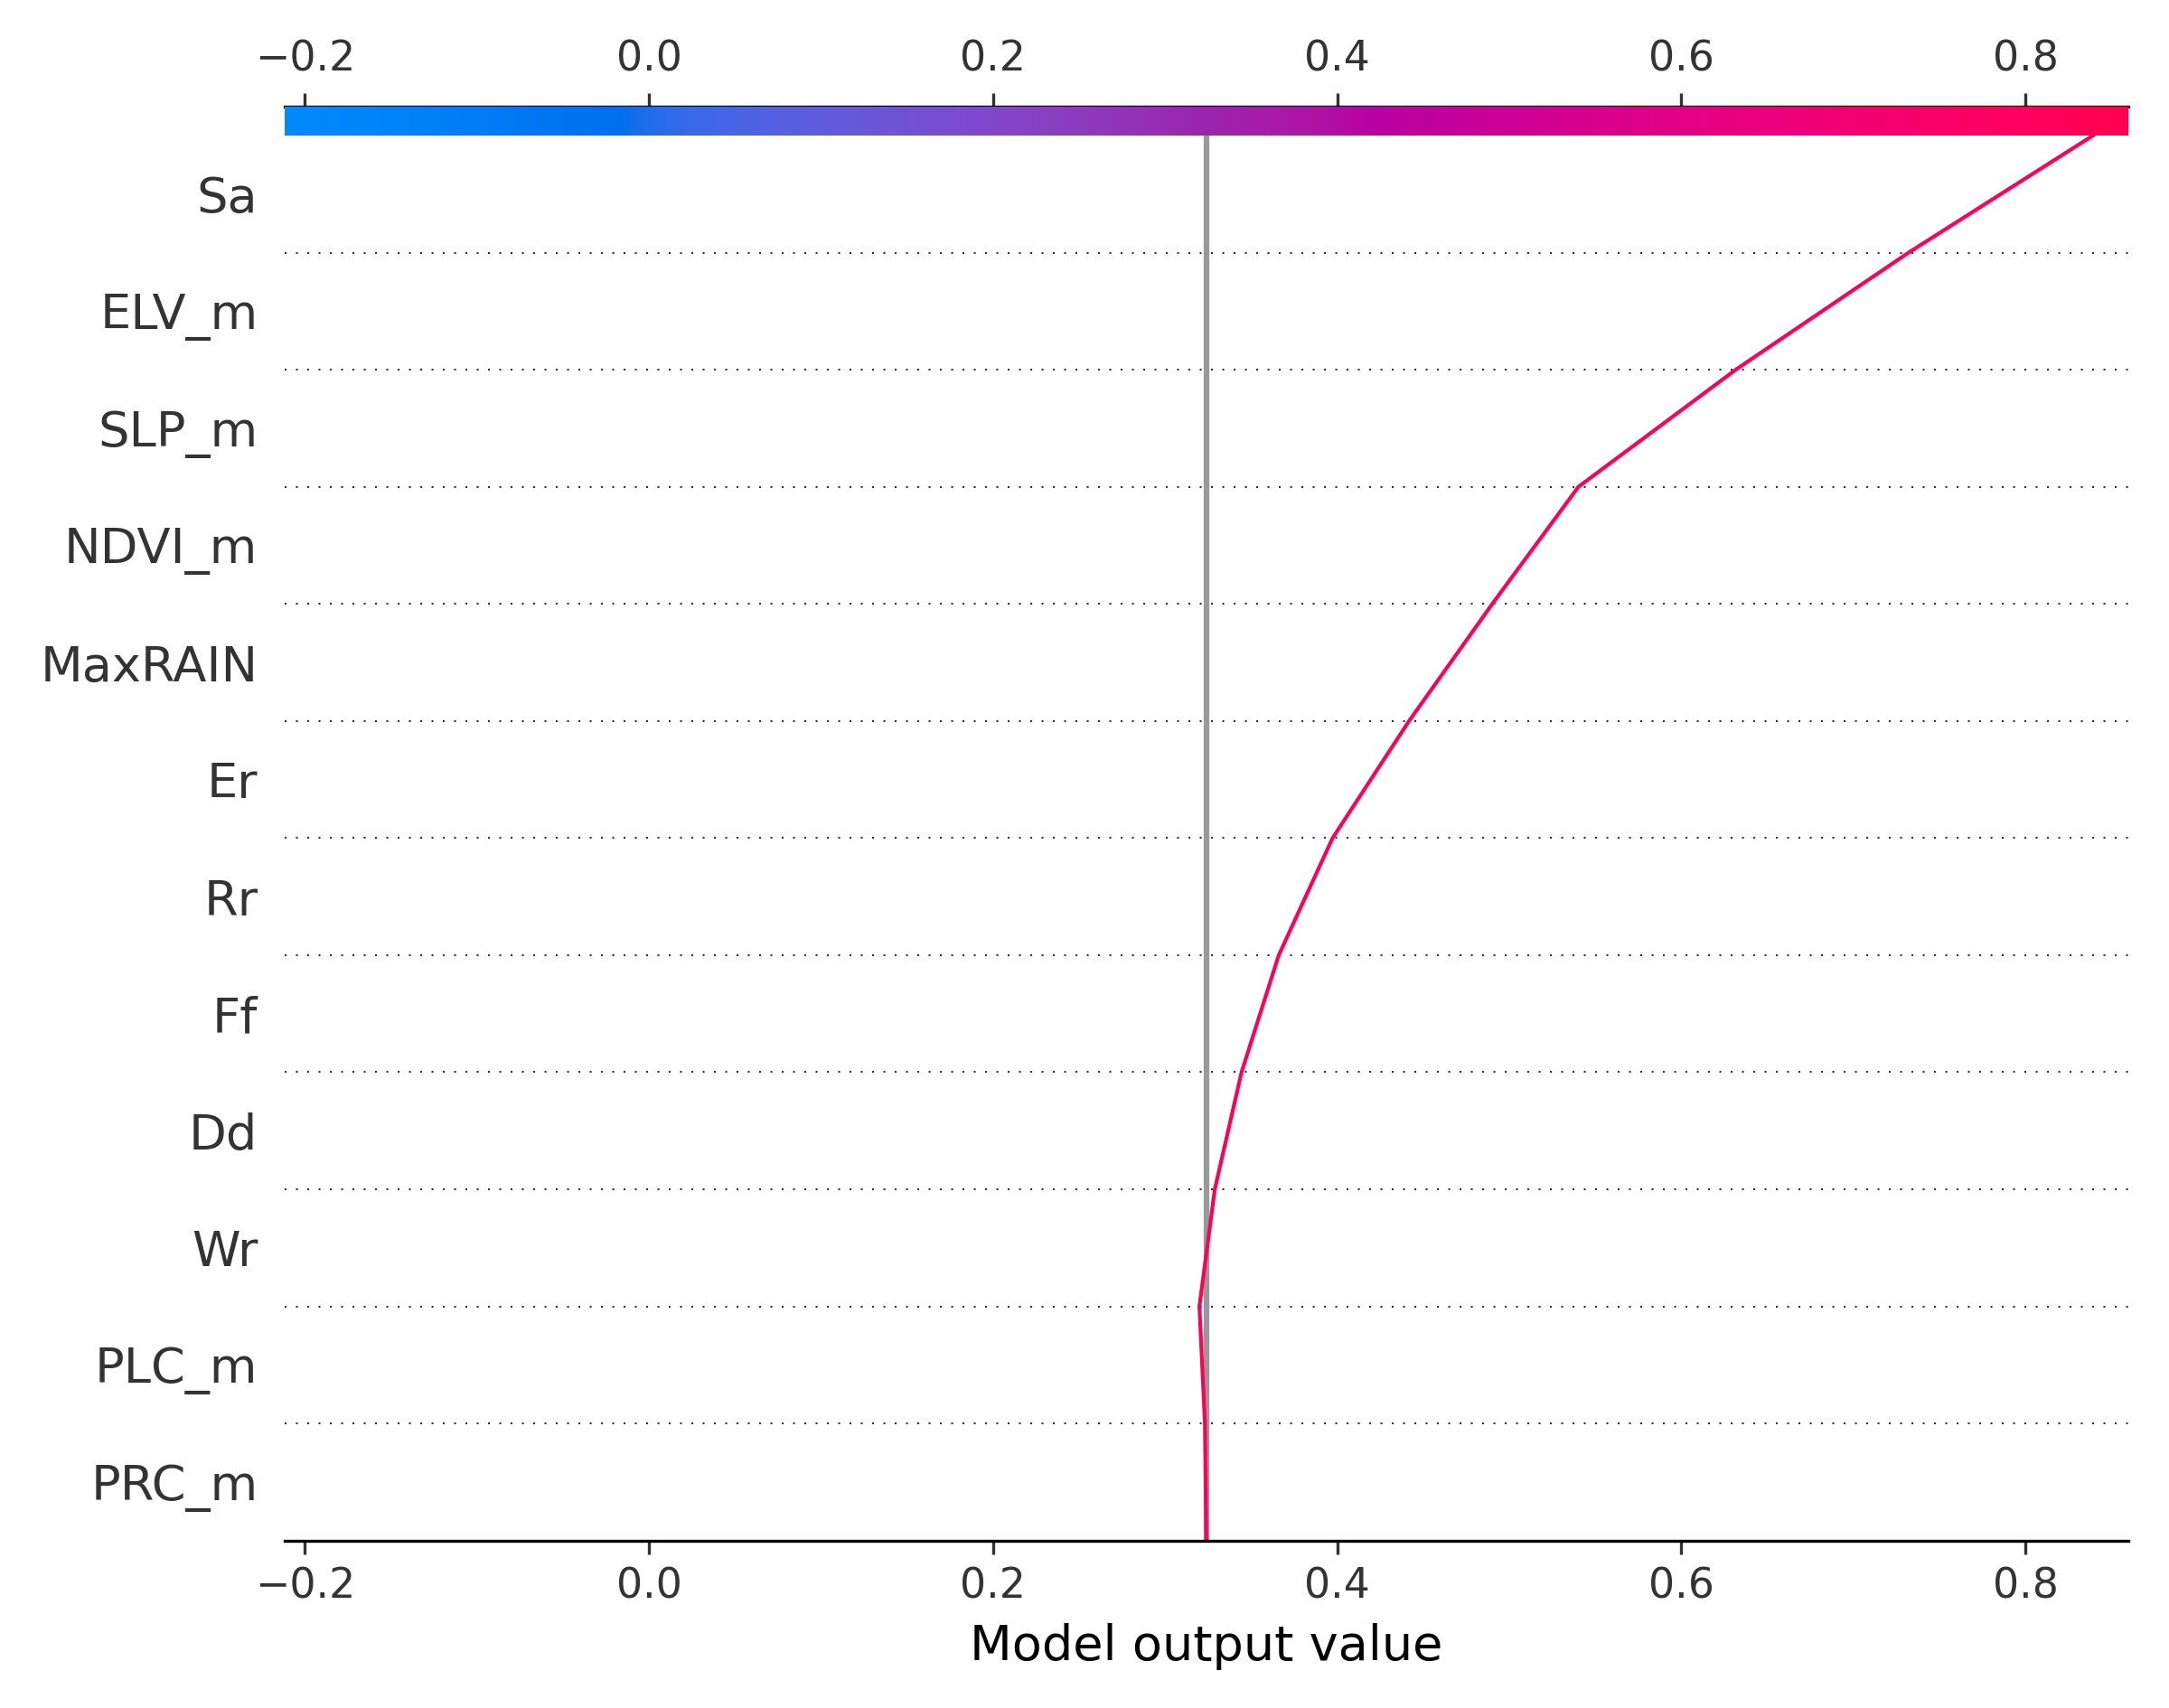 −0.2 0.0 0.2 0.4 0.6 0.8
Sa
ELV_m
SLP_m
NDVI_m
MaxRAIN
Er
Rr
Ff
Dd
Wr
PLC_m
PRC_m
−0.2 0.0 0.2 0.4 0.6 0.8
Model output value